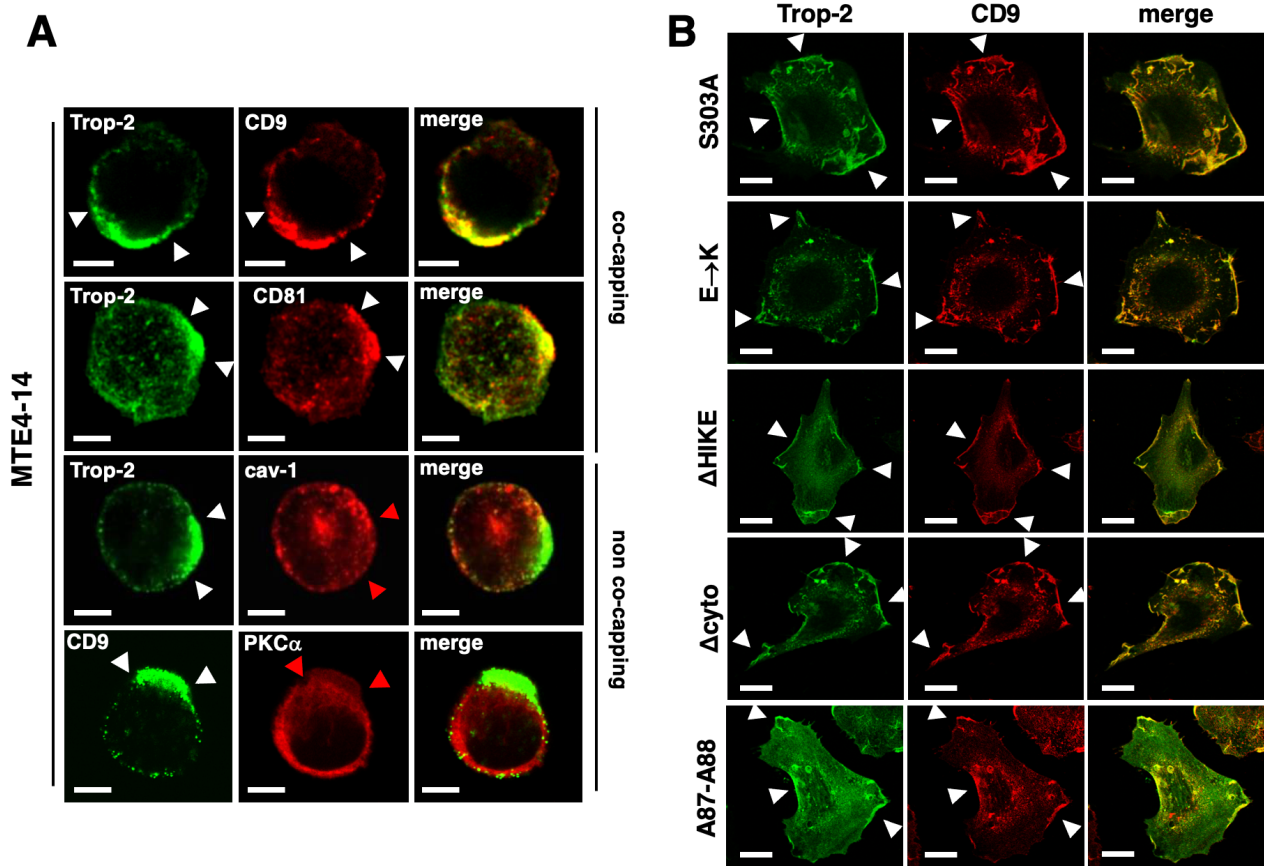 A
MTE4-14
Trop-2 CD9 merge
Trop-2 CD81 merge
co-capping
Trop-2 cav-1 merge
CD9 PKCα merge
non co-capping
B
Trop-2 CD9 merge
S303A
E→K
ΔHIKE
Δcyto
A87-A88